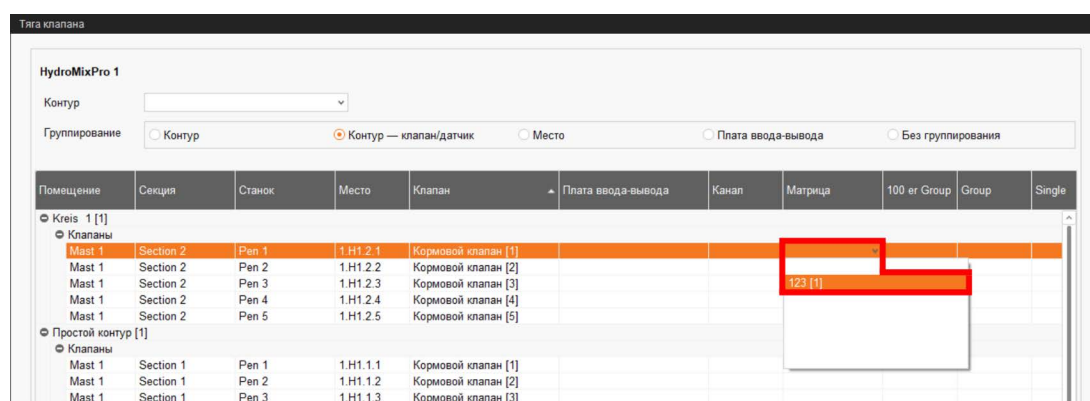 Тяга клапана
HydroMixPro 1
Контур
Группирование Контур Контур — клапан/датчик Место Плата ввода-вывода Без группирования
Помещение Секция Станок Место Клапан Плата ввода-вывода Канал Матрица 100 er Group Group Single
Kreis 1 [1]
Клапаны
Mast 1 Section 2 Pen 1 1.H1.2.1 Кормовой клапан [1]
Mast 1 Section 2 Pen 2 1.H1.2.2 Кормовой клапан [2]
Mast 1 Section 2 Pen 3 1.H1.2.3 Кормовой клапан [3] 123 [1]
Mast 1 Section 2 Pen 4 1.H1.2.4 Кормовой клапан [4]
Mast 1 Section 2 Pen 5 1.H1.2.5 Кормовой клапан [5]
Простой контур [1]
Клапаны
Mast 1 Section 1 Pen 1 1.H1.1.1 Кормовой клапан [1]
Mast 1 Section 1 Pen 2 1.H1.1.2 Кормовой клапан [2]
Mast 1 Section 1 Pen 3 1.H1.1.3 Кормовой клапан [3]